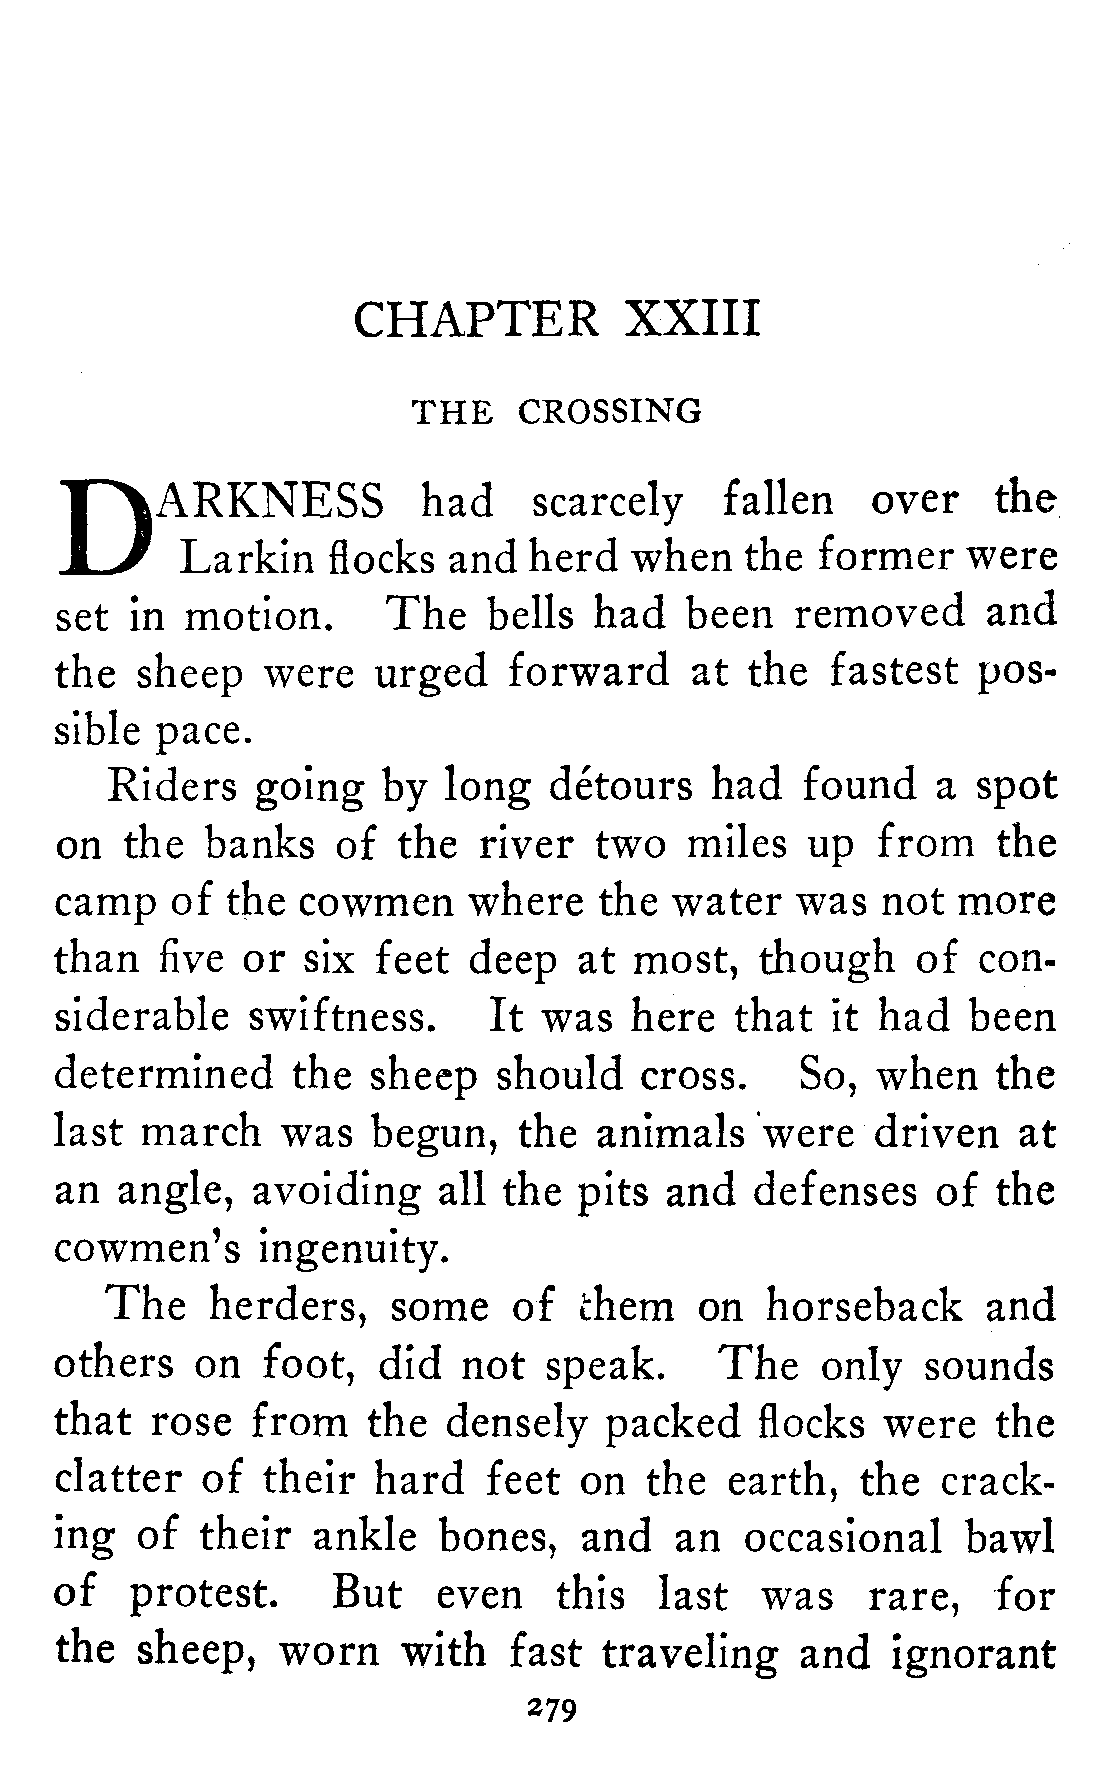 CHAPTER XXIII
THE CROSSING
DARKNESS had scarcely fallen over the
Larkin flocks and herd when the former were
set in motion. The bells had been removed and
the sheep were urged forward at the fastest pos-
sible pace.
Riders going by long détours had found a spot
on the banks of the river two miles up from the
camp of the cowmen where the water was not more
than five or six feet deep at most, though of con-
siderable swiftness. It was here that it had been
determined the sheep should cross. So, when the
last march was begun, the animals were driven at
an angle, avoiding all the pits and defenses of the
cowmen's ingenuity.
The herders, some of them on horseback and
others on foot, did not speak. The only sounds
that rose from the densely packed flocks were the
clatter of their hard feet on the earth, the crack-
ing of their ankle bones, and an occasional bawl
of protest. But even this last was rare, for
the sheep, worn with fast traveling and ignorant
279